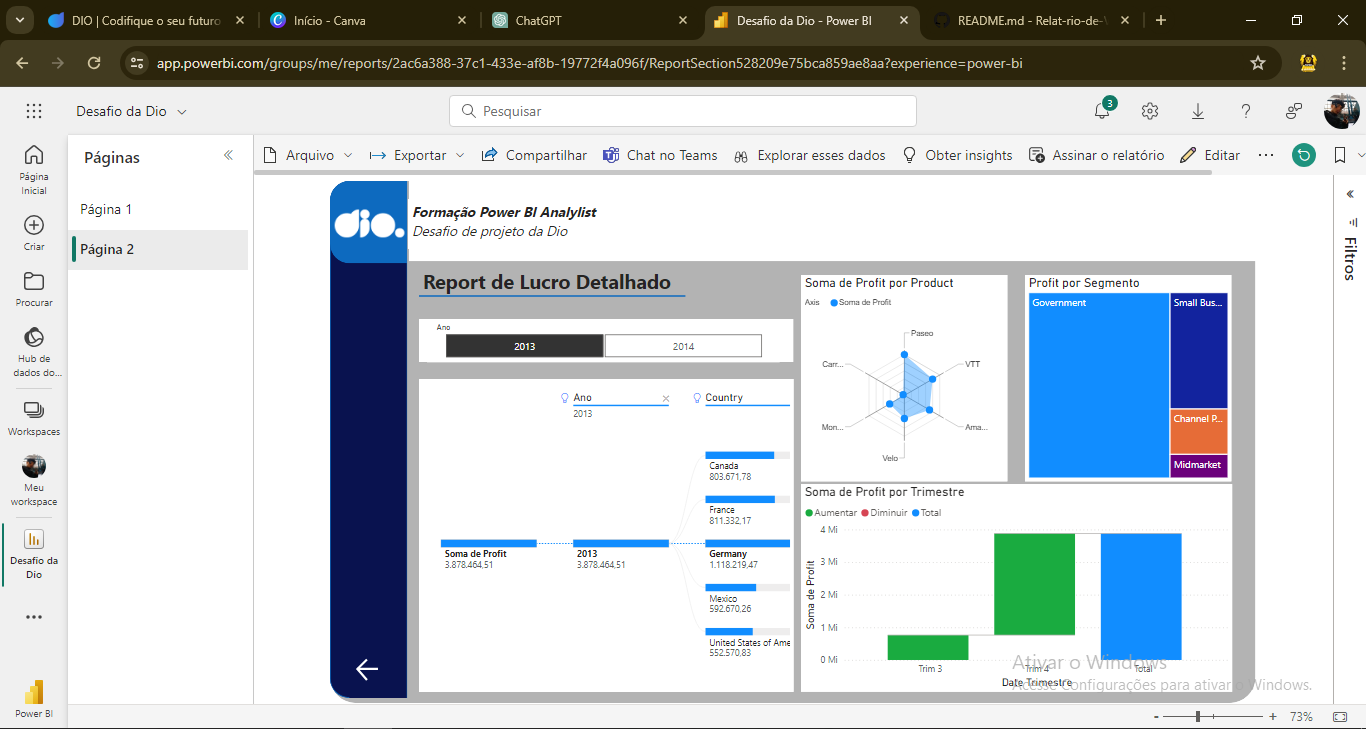 DIO | Codifique o seu futuro
Início - Canva
ChatGPT
Desafio da Dio - Power BI
README.md - Relat-rio-de-
app.powerbi.com/groups/me/reports/2ac6a388-37c1-433e-af8b-19772f4a096f/ReportSection528209e75bca859ae8aa?experience=power-bi
Desafio da Dio
Pesquisar
3
Página Inicial
Criar
Procurar
Hub de dados do...
Workspaces
Meu workspace
Desafio da Dio
Power BI
Páginas
Página 1
Página 2
Arquivo
Exportar
Compartilhar
Chat no Teams
Explorar esses dados
Obter insights
Assinar o relatório
Editar
Filtros
dio.
Formação Power BI Analylist
Desafio de projeto da Dio
Report de Lucro Detalhado
Ano
2013
2014
Ano
2013
Country
Soma de Profit
3.878.464,51
2013
3.878.464,51
Canada
803.671,78
France
811.332,17
Germany
1.118.219,47
Mexico
592.670,26
United States of Ame
552.570,83
Soma de Profit por Product
Axis
Soma de Profit
Paseo
VTT
Ama...
Velo
Mon...
Carr...
Profit por Segmento
Government
Small Bus...
Channel P...
Midmarket
Soma de Profit por Trimestre
Aumentar
Diminuir
Total
Soma de Profit
4 Mi
3 Mi
2 Mi
1 Mi
0 Mi
Trim 3
Trim 4
Total
Date Trimestre
Ativar o Windows
Acesse Configurações para ativar o Windows.
73%